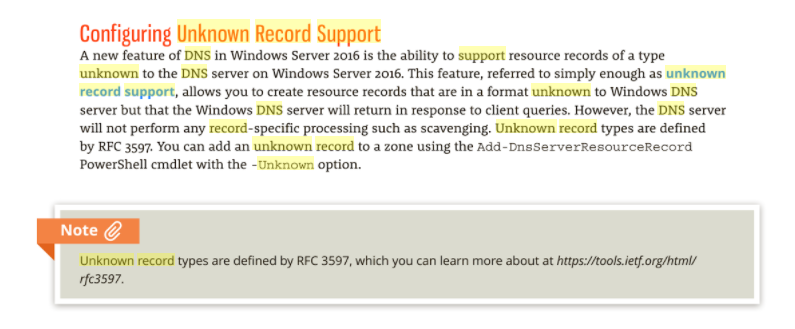 Configuring Unknown Record Support
A new feature of DNS in Windows Server 2016 is the ability to support resource records of a type
unknown to the DNS server on Windows Server 2016. This feature, referred to simply enough as unknown
record support, allows you to create resource records that are in a format unknown to Windows DNS
server but that the Windows DNS server will return in response to client queries. However, the DNS server
will not perform any record-specific processing such as scavenging. Unknown record types are defined
by RFC 3597. You can add an unknown record to a zone using the Add-DnsServerResourceRecord
PowerShell cmdlet with the -Unknown option.
Note
Unknown record types are defined by RFC 3597, which you can learn more about at https://tools.ietf.org/html/
rfc3597.